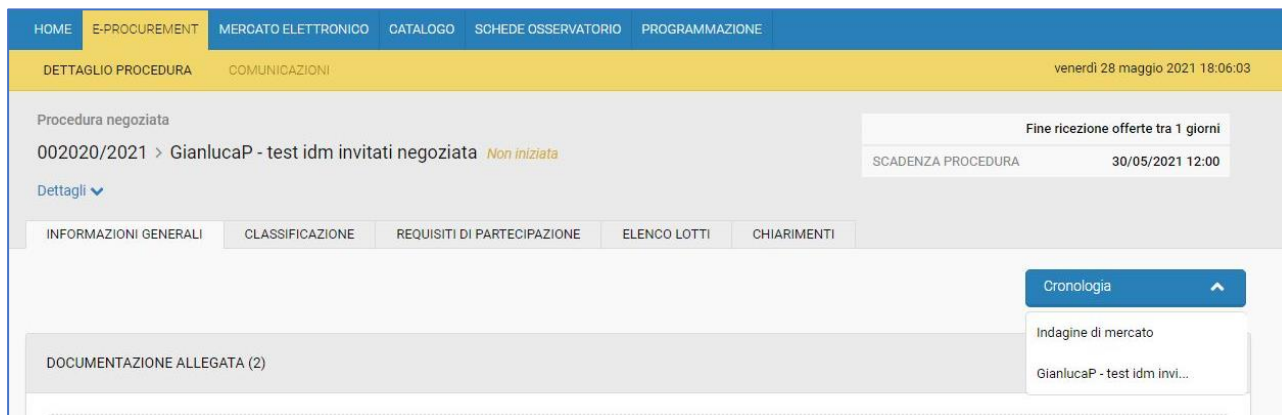 HOME E-PROCUREMENT MERCATO ELETTRONICO CATALOGO SCHEDE OSSERVATORIO PROGRAMMAZIONE
DETTAGLIO PROCEDURA COMUNICAZIONI venerdì 28 maggio 2021 18:06:03
Procedura negoziata
Fine ricezione offerte tra 1 giorni
002020/2021 > GianlucaP - test idm invitati negoziata Non iniziata
SCADENZA PROCEDURA 30/05/2021 12:00
Dettagli
INFORMAZIONI GENERALI CLASSIFICAZIONE REQUISITI DI PARTECIPAZIONE ELENCO LOTTI CHIARIMENTI
Cronologia
Indagine di mercato
DOCUMENTAZIONE ALLEGATA (2)
GianlucaP - test idm invi...